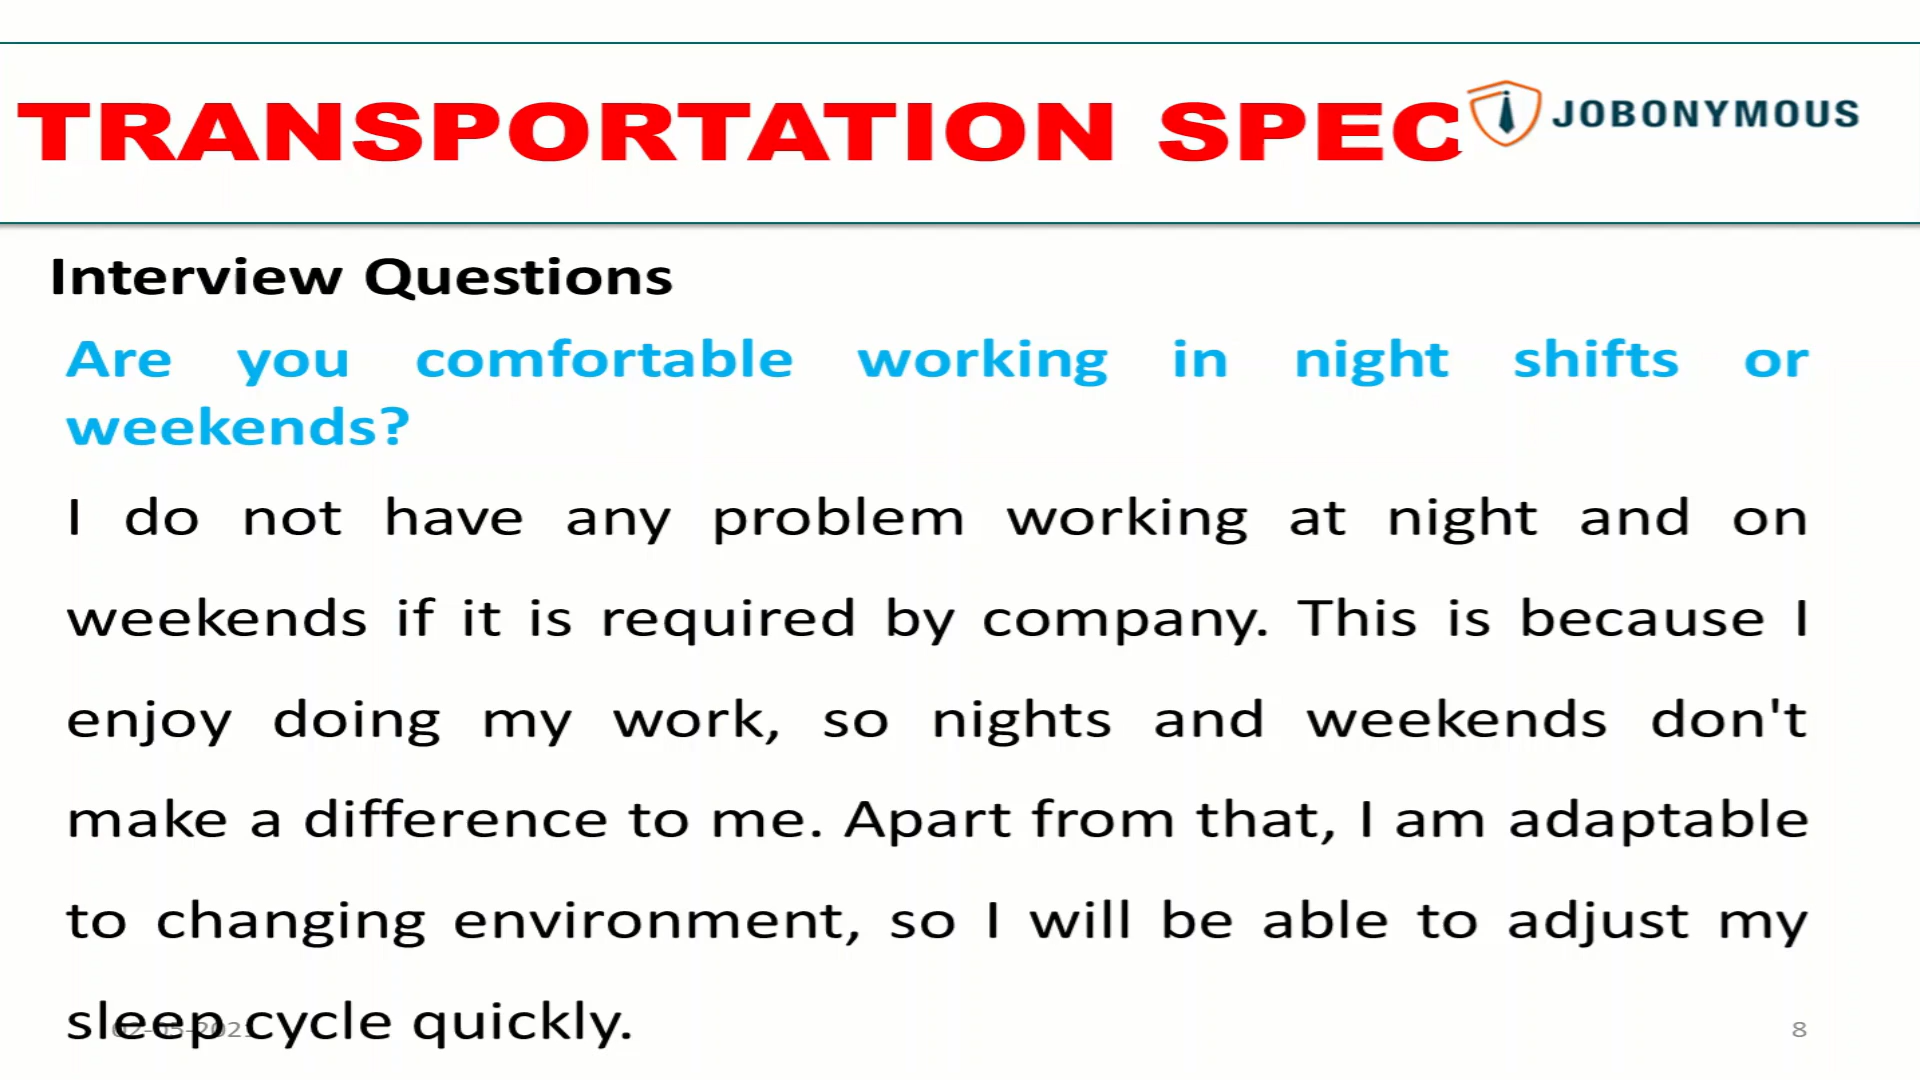 TRANSPORTATION SPEC
JOBONYMOUS
Interview Questions
Are you comfortable working in night shifts or
weekends?
I do not have any problem working at night and on
weekends if it is required by company. This is because I
enjoy doing my work, so nights and weekends don't
make a difference to me. Apart from that, I am adaptable
to changing environment, so I will be able to adjust my
sleep cycle quickly.
8